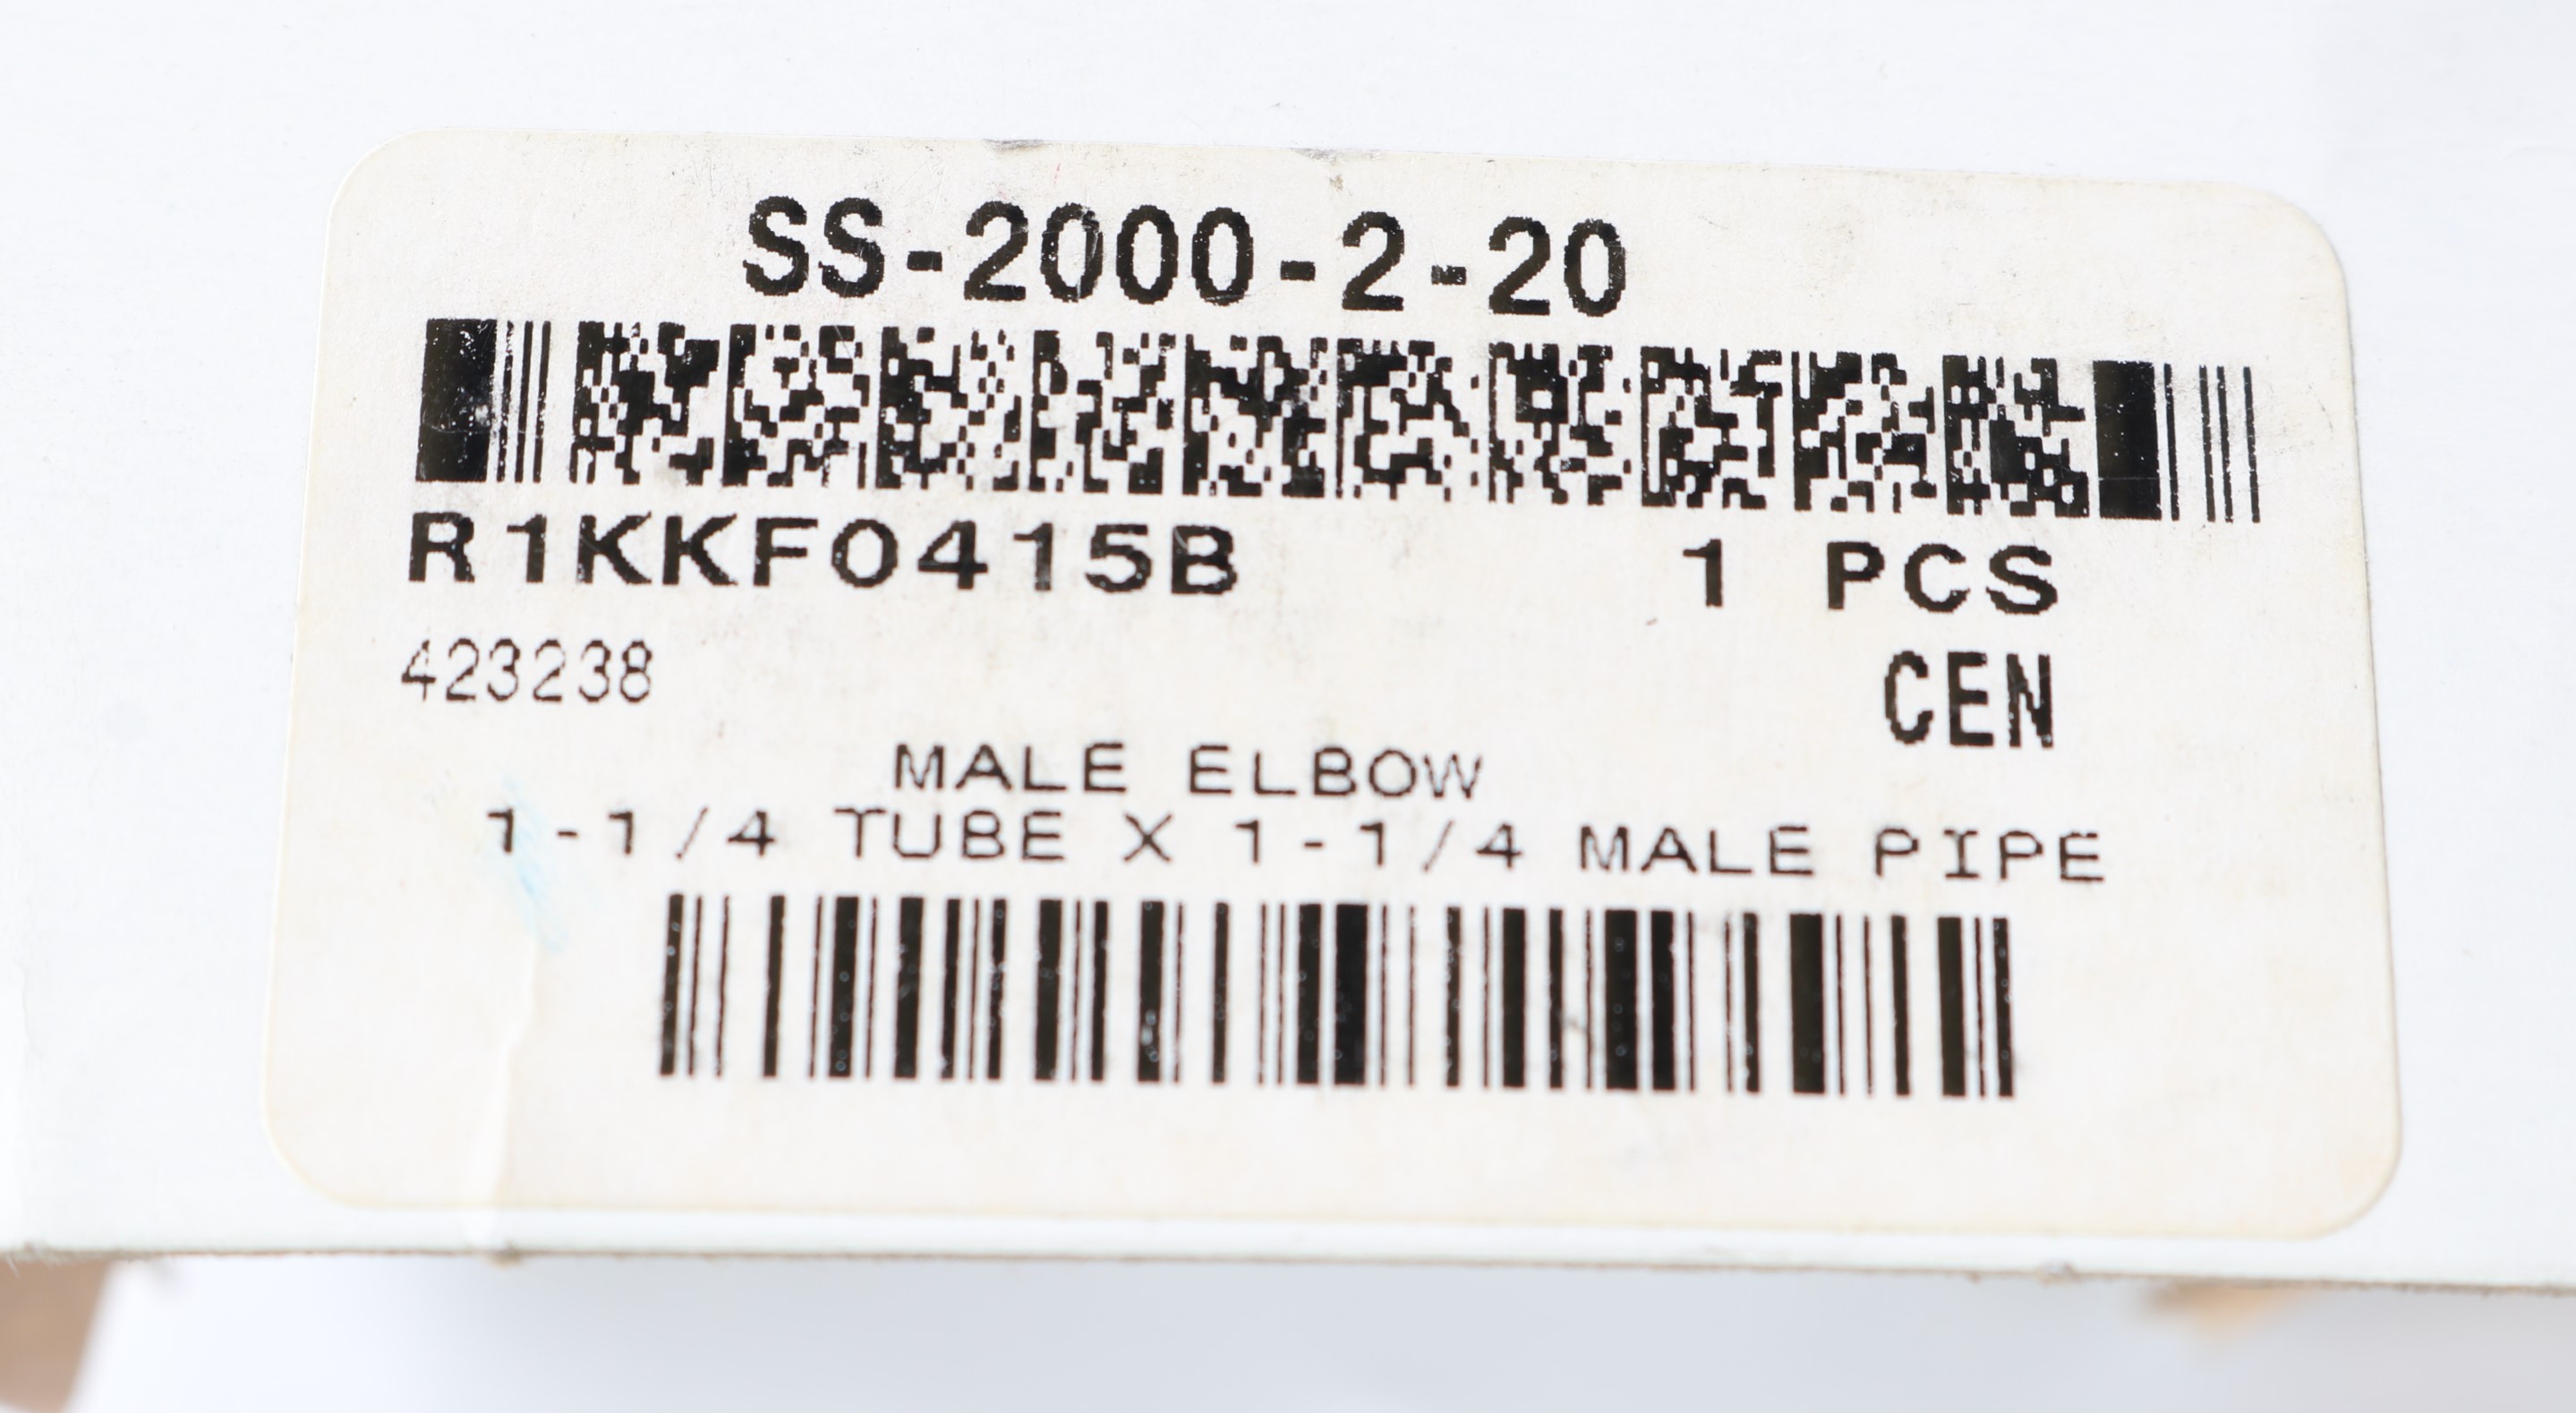 SS-2000-2-20
R1KKF0415B 1 PCS
423238 CEN
MALE ELBOW
1-1/4 TUBE X 1-1/4 MALE PIPE